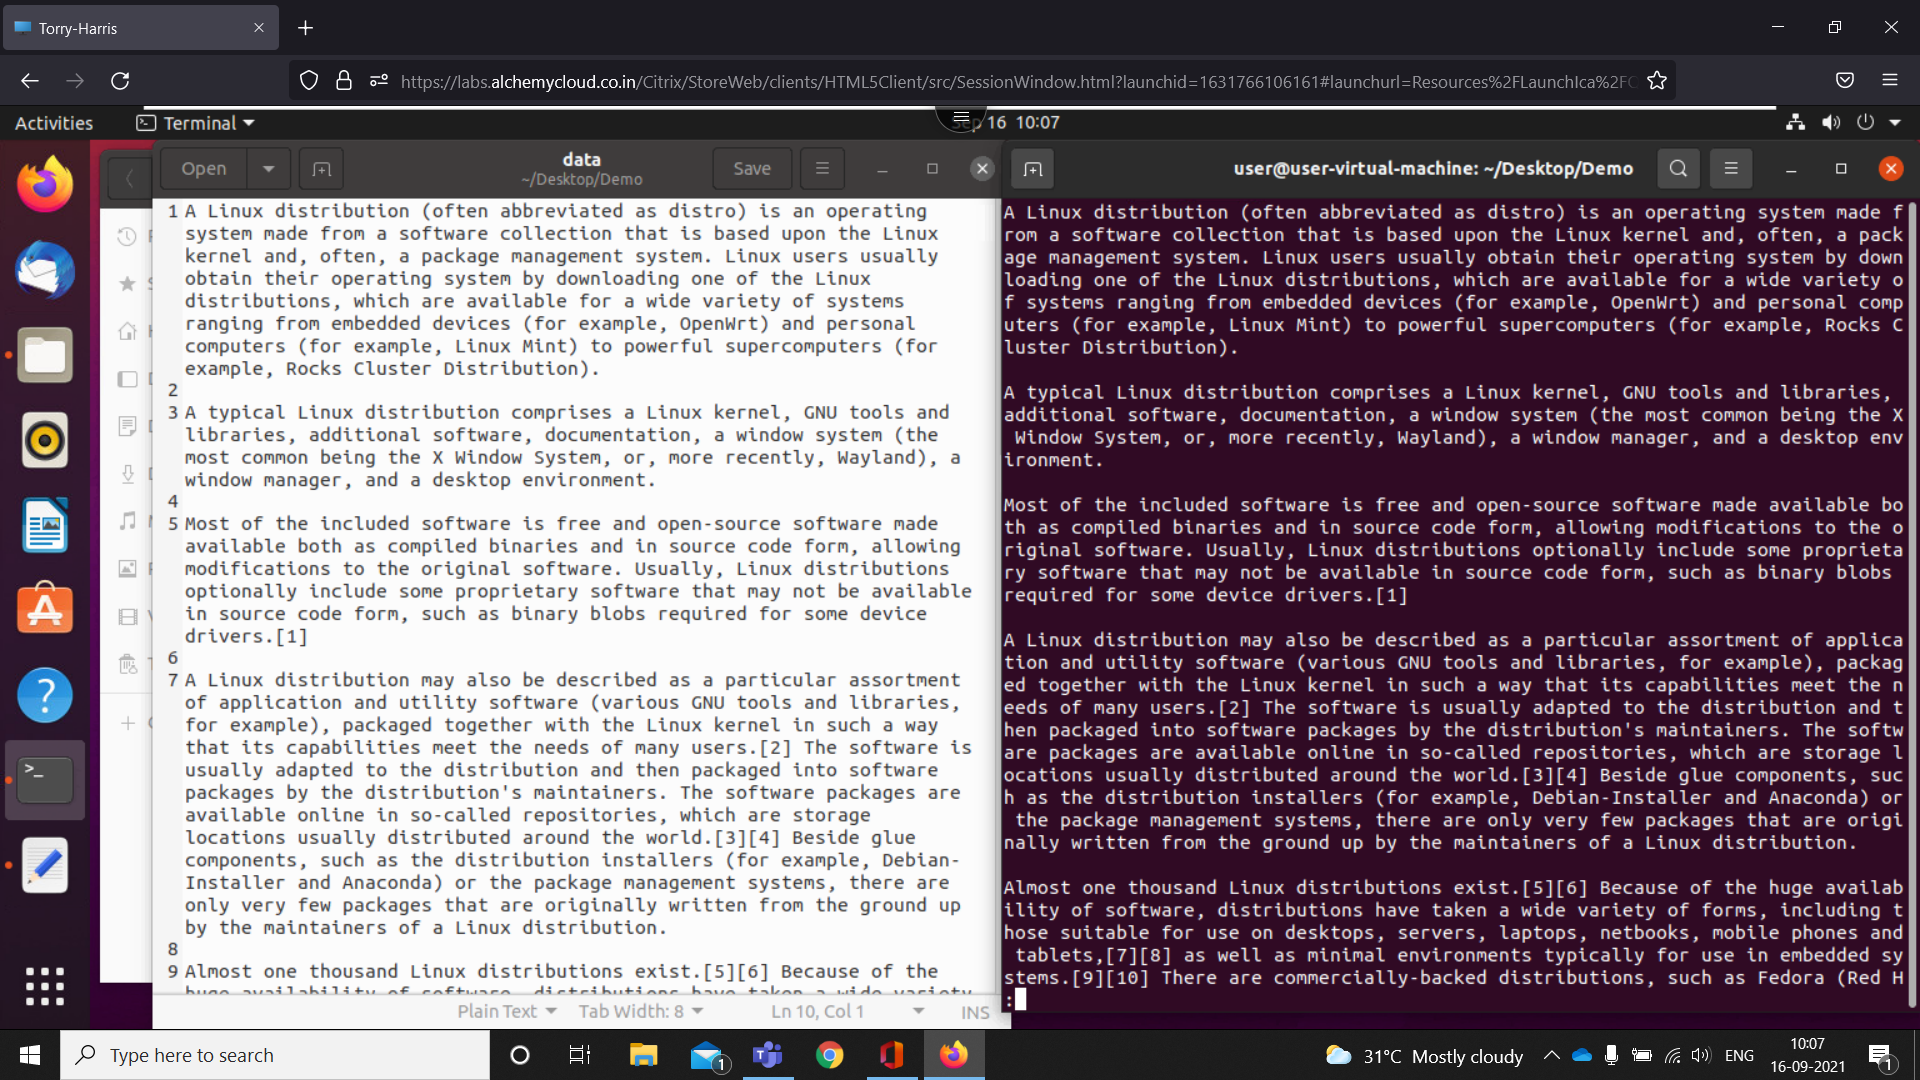 Torry-Harris
https://labs.alchemycloud.co.in/Citrix/StoreWeb/clients/HTML5Client/src/SessionWindow.html?launchid=1631766106161#launchurl=Resources%2FLaunchIca%2FC
Activities
Terminal
Sep 16 10:07
Open
data
~/Desktop/Demo
Save
1 A Linux distribution (often abbreviated as distro) is an operating
system made from a software collection that is based upon the Linux
kernel and, often, a package management system. Linux users usually
obtain their operating system by downloading one of the Linux
distributions, which are available for a wide variety of systems
ranging from embedded devices (for example, OpenWrt) and personal
computers (for example, Linux Mint) to powerful supercomputers (for
example, Rocks Cluster Distribution).
2
3 A typical Linux distribution comprises a Linux kernel, GNU tools and
libraries, additional software, documentation, a window system (the
most common being the X Window System, or, more recently, Wayland), a
window manager, and a desktop environment.
4
5 Most of the included software is free and open-source software made
available both as compiled binaries and in source code form, allowing
modifications to the original software. Usually, Linux distributions
optionally include some proprietary software that may not be available
in source code form, such as binary blobs required for some device
drivers.[1]
6
7 A Linux distribution may also be described as a particular assortment
of application and utility software (various GNU tools and libraries,
for example), packaged together with the Linux kernel in such a way
that its capabilities meet the needs of many users.[2] The software is
usually adapted to the distribution and then packaged into software
packages by the distribution's maintainers. The software packages are
available online in so-called repositories, which are storage
locations usually distributed around the world.[3][4] Beside glue
components, such as the distribution installers (for example, Debian-
Installer and Anaconda) or the package management systems, there are
only very few packages that are originally written from the ground up
by the maintainers of a Linux distribution.
8
9 Almost one thousand Linux distributions exist.[5][6] Because of the
huge availability of software, distributions have taken a wide variety
Plain Text
Tab Width: 8
Ln 10, Col 1
INS
user@user-virtual-machine: ~/Desktop/Demo
A Linux distribution (often abbreviated as distro) is an operating system made f
rom a software collection that is based upon the Linux kernel and, often, a pack
age management system. Linux users usually obtain their operating system by down
loading one of the Linux distributions, which are available for a wide variety o
f systems ranging from embedded devices (for example, OpenWrt) and personal comp
uters (for example, Linux Mint) to powerful supercomputers (for example, Rocks C
luster Distribution).
A typical Linux distribution comprises a Linux kernel, GNU tools and libraries,
additional software, documentation, a window system (the most common being the X
Window System, or, more recently, Wayland), a window manager, and a desktop env
ironment.
Most of the included software is free and open-source software made available bo
th as compiled binaries and in source code form, allowing modifications to the o
riginal software. Usually, Linux distributions optionally include some proprieta
ry software that may not be available in source code form, such as binary blobs
required for some device drivers.[1]
A Linux distribution may also be described as a particular assortment of applica
tion and utility software (various GNU tools and libraries, for example), packag
ed together with the Linux kernel in such a way that its capabilities meet the n
eeds of many users.[2] The software is usually adapted to the distribution and t
hen packaged into software packages by the distribution's maintainers. The softw
are packages are available online in so-called repositories, which are storage l
ocations usually distributed around the world.[3][4] Beside glue components, suc
h as the distribution installers (for example, Debian-Installer and Anaconda) or
the package management systems, there are only very few packages that are origi
nally written from the ground up by the maintainers of a Linux distribution.
Almost one thousand Linux distributions exist.[5][6] Because of the huge availab
ility of software, distributions have taken a wide variety of forms, including t
hose suitable for use on desktops, servers, laptops, netbooks, mobile phones and
tablets,[7][8] as well as minimal environments typically for use in embedded sy
stems.[9][10] There are commercially-backed distributions, such as Fedora (Red H
:
Type here to search
1
31°C Mostly cloudy
ENG
10:07
16-09-2021
1